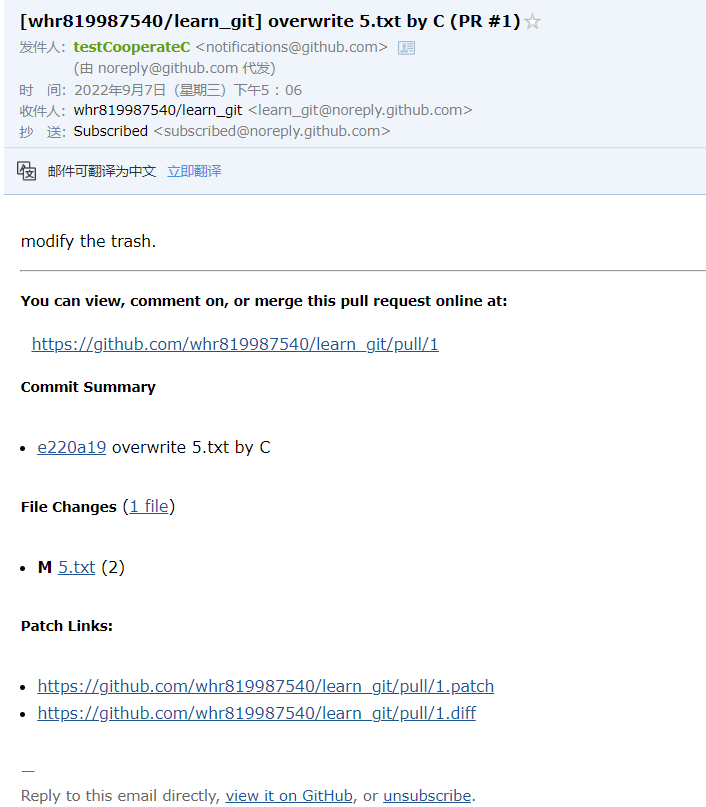 [whr819987540/learn_git] overwrite 5.txt by C (PR #1)☆
发件人：testCooperateC <notifications@github.com>
(由 noreply@github.com 代发)
时　间：2022年9月7日（星期三）下午5：06
收件人：whr819987540/learn_git <learn_git@noreply.github.com>
抄　送：Subscribed <subscribed@noreply.github.com>
邮件可翻译为中文 立即翻译
modify the trash.
You can view, comment on, or merge this pull request online at:
https://github.com/whr819987540/learn_git/pull/1
Commit Summary
• e220a19 overwrite 5.txt by C
File Changes (1 file)
• M 5.txt (2)
Patch Links:
• https://github.com/whr819987540/learn_git/pull/1.patch
• https://github.com/whr819987540/learn_git/pull/1.diff
—
Reply to this email directly, view it on GitHub, or unsubscribe.